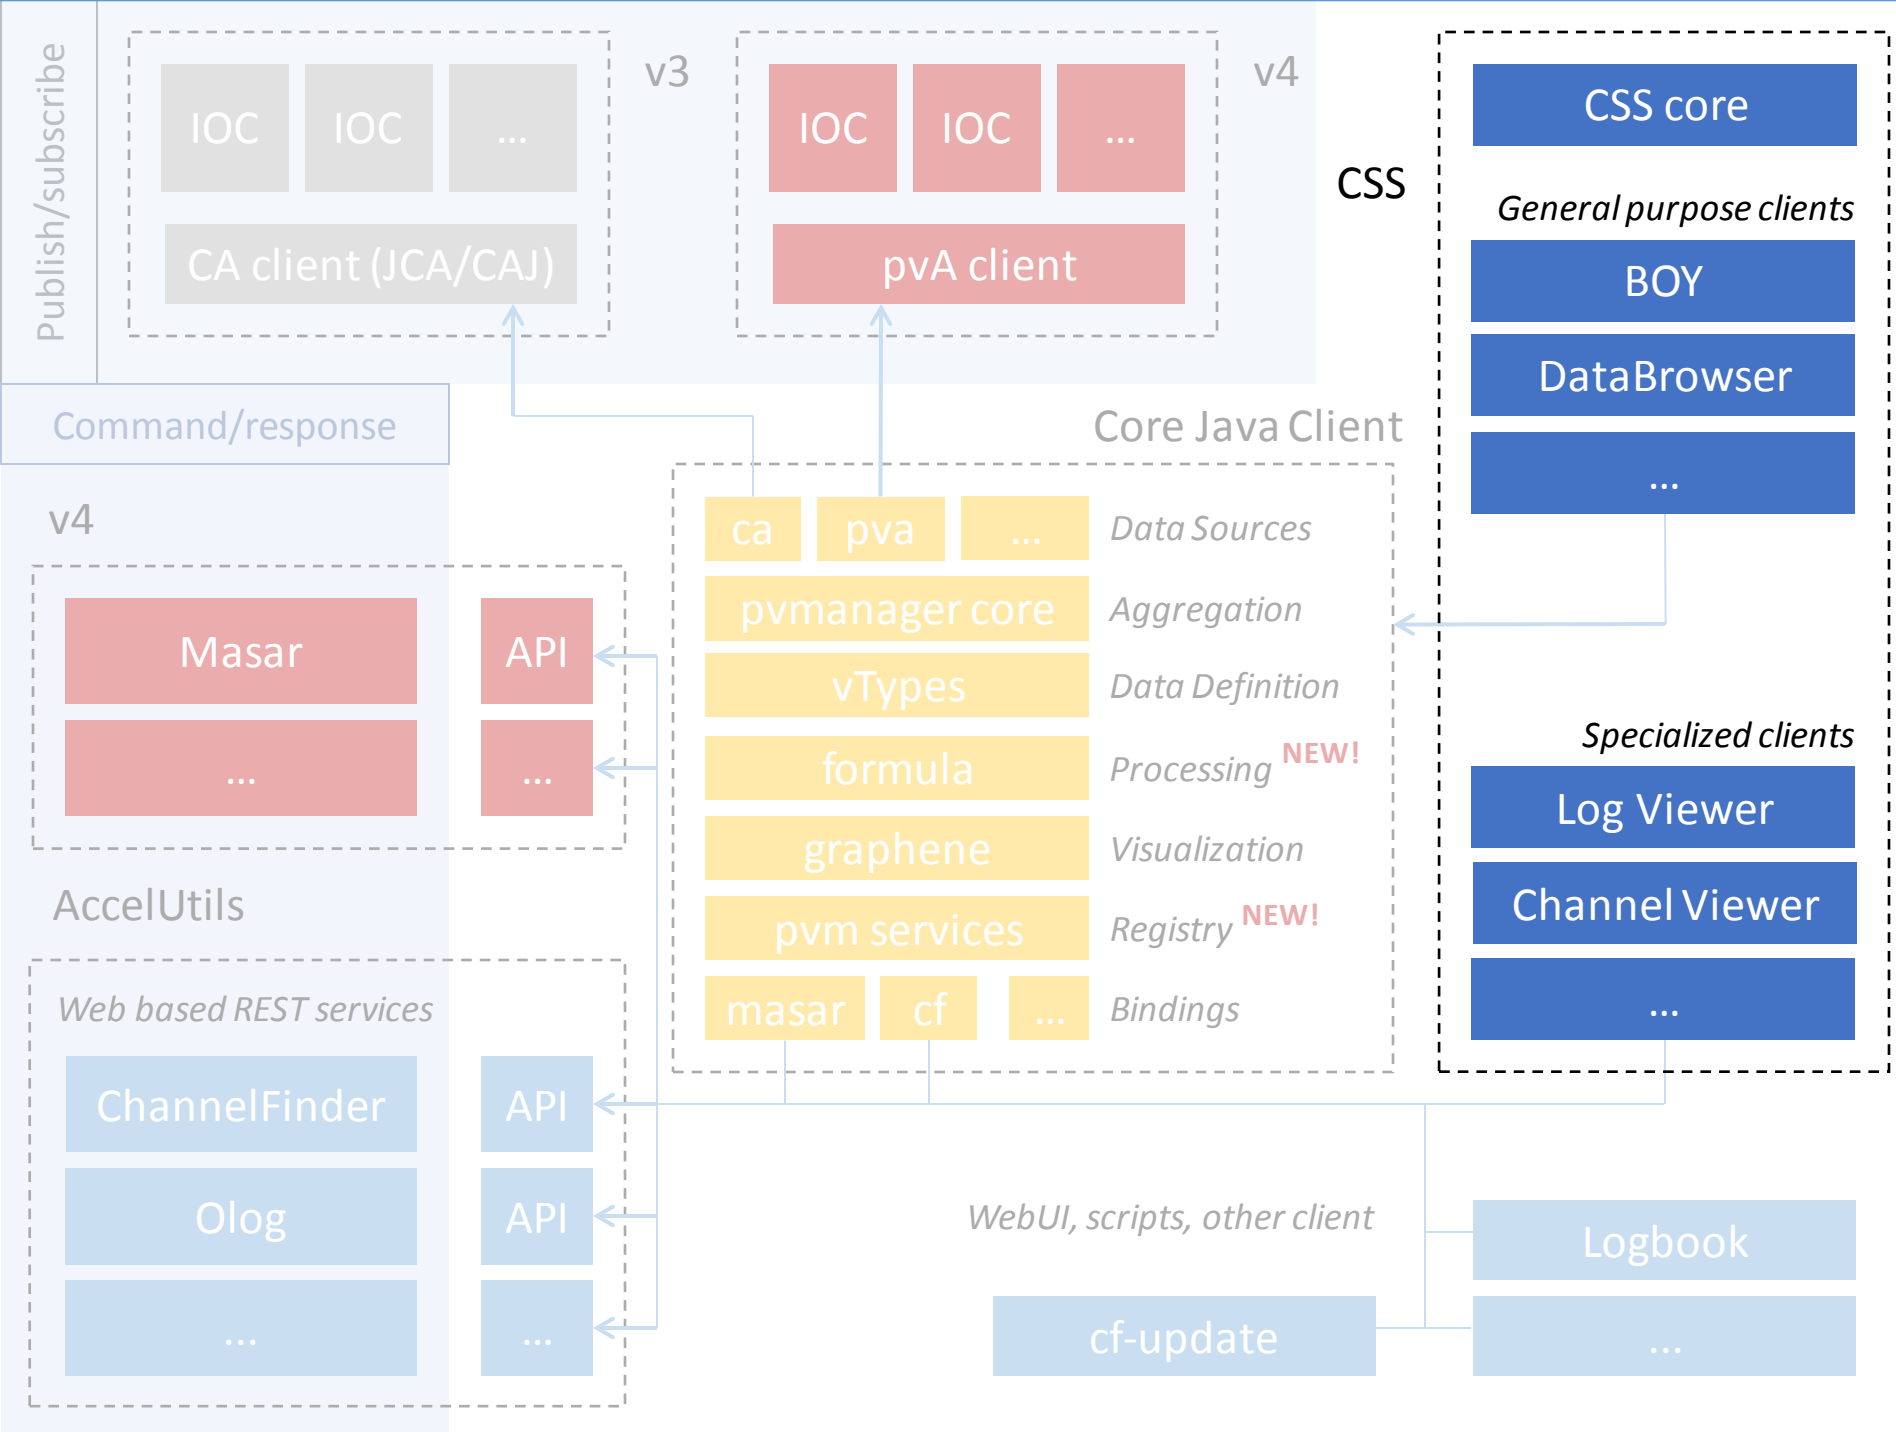 Publish/subscribe
IOC
IOC
...
v3
CA client (JCA/CAJ)
IOC
IOC
...
v4
pvA client
CSS
CSS core
General purpose clients
BOY
DataBrowser
...
Specialized clients
Log Viewer
Channel Viewer
...
Command/response
v4
Masar
API
...
...
AccelUtils
Web based REST services
ChannelFinder
API
Olog
API
...
...
Core Java Client
ca
pva
...
Data Sources
pvmanager core
Aggregation
vTypes
Data Definition
formula
Processing NEW!
graphene
Visualization
pvm services
Registry NEW!
masar
cf
...
Bindings
WebUI, scripts, other client
Logbook
cf-update
...